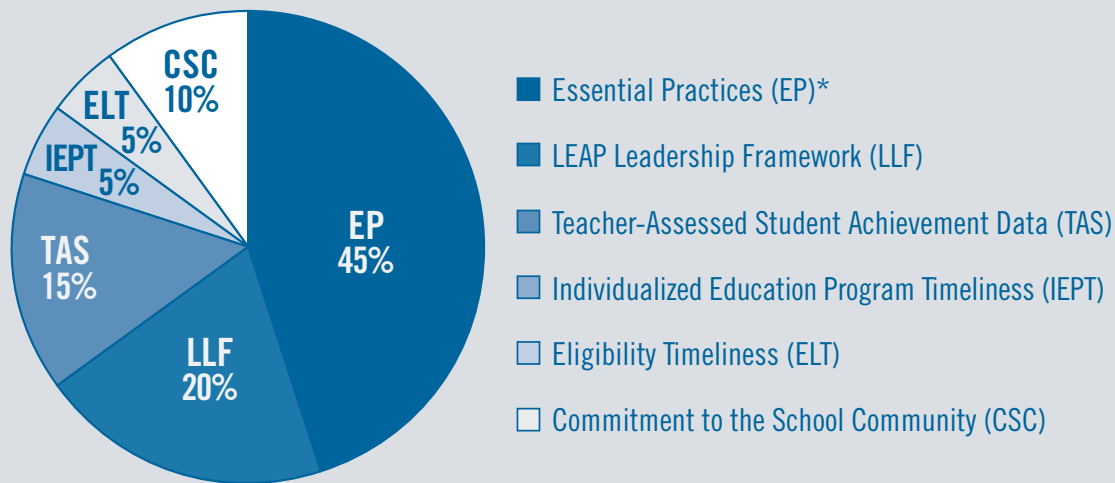 CSC
10%
ELT
5%
IEPT
5%
TAS
15%
LLF
20%
EP
45%
Essential Practices (EP)*
LEAP Leadership Framework (LLF)
Teacher-Assessed Student Achievement Data (TAS)
Individualized Education Program Timeliness (IEPT)
Eligibility Timeliness (ELT)
Commitment to the School Community (CSC)